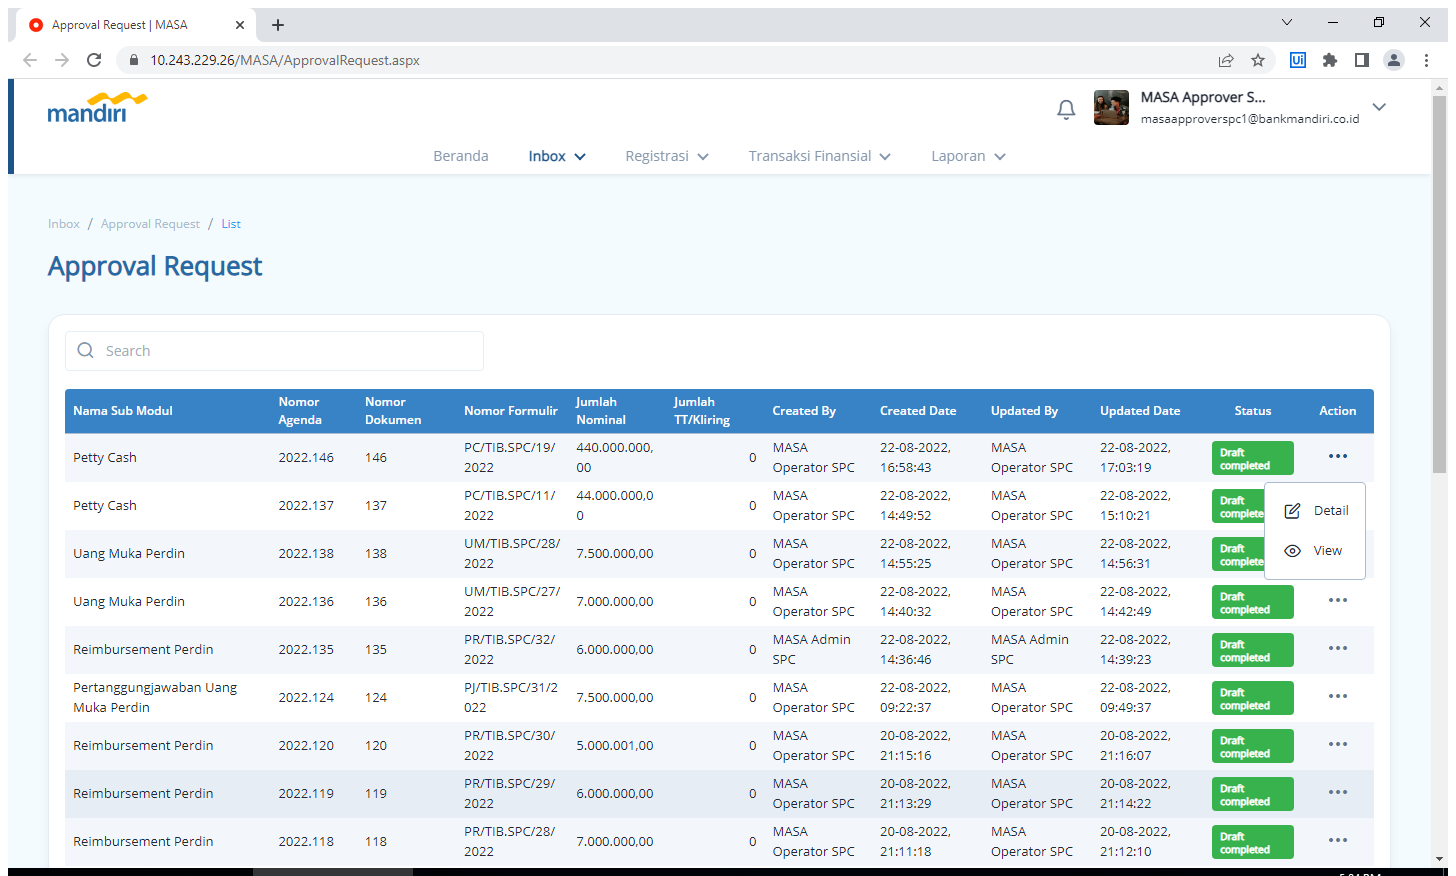 Approval Request | MASA
10.243.229.26/MASA/ApprovalRequest.aspx
mandiri
MASA Approver S...
masaapproverspc1@bankmandiri.co.id
Beranda Inbox Registrasi Transaksi Finansial Laporan
Inbox / Approval Request / List
Approval Request
Search
Nama Sub Modul Nomor Agenda Nomor Dokumen Nomor Formulir Jumlah Nominal Jumlah TT/Kliring Created By Created Date Updated By Updated Date Status Action
Petty Cash 2022.146 146 PC/TIB.SPC/19/2022 440.000.000,00 0 MASA Operator SPC 22-08-2022, 16:58:43 MASA Operator SPC 22-08-2022, 17:03:19 Draft completed
Petty Cash 2022.137 137 PC/TIB.SPC/11/2022 44.000.000,00 0 MASA Operator SPC 22-08-2022, 14:49:52 MASA Operator SPC 22-08-2022, 15:10:21 Draft complete
Detail
View
Uang Muka Perdin 2022.138 138 UM/TIB.SPC/28/2022 7.500.000,00 0 MASA Operator SPC 22-08-2022, 14:55:25 MASA Operator SPC 22-08-2022, 14:56:31 Draft complete
Uang Muka Perdin 2022.136 136 UM/TIB.SPC/27/2022 7.000.000,00 0 MASA Operator SPC 22-08-2022, 14:40:32 MASA Operator SPC 22-08-2022, 14:42:49 Draft completed
Reimbursement Perdin 2022.135 135 PR/TIB.SPC/32/2022 6.000.000,00 0 MASA Admin SPC 22-08-2022, 14:36:46 MASA Admin SPC 22-08-2022, 14:39:23 Draft completed
Pertanggungjawaban Uang Muka Perdin 2022.124 124 PJ/TIB.SPC/31/2022 7.500.000,00 0 MASA Operator SPC 22-08-2022, 09:22:37 MASA Operator SPC 22-08-2022, 09:49:37 Draft completed
Reimbursement Perdin 2022.120 120 PR/TIB.SPC/30/2022 5.000.001,00 0 MASA Operator SPC 20-08-2022, 21:15:16 MASA Operator SPC 20-08-2022, 21:16:07 Draft completed
Reimbursement Perdin 2022.119 119 PR/TIB.SPC/29/2022 6.000.000,00 0 MASA Operator SPC 20-08-2022, 21:13:29 MASA Operator SPC 20-08-2022, 21:14:22 Draft completed
Reimbursement Perdin 2022.118 118 PR/TIB.SPC/28/2022 7.000.000,00 0 MASA Operator SPC 20-08-2022, 21:11:18 MASA Operator SPC 20-08-2022, 21:12:10 Draft completed